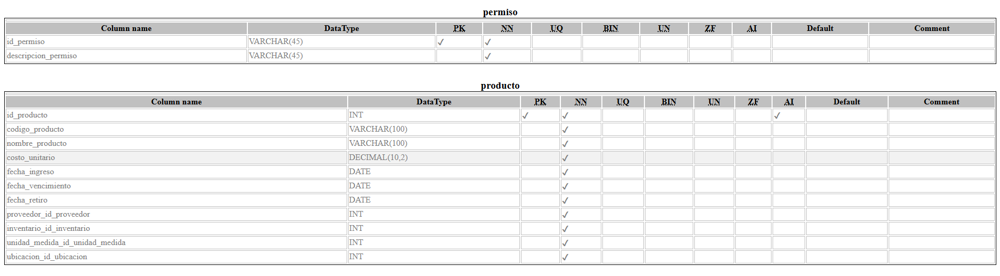 permiso
Column name DataType PK NN UQ BIN UN ZF AI Default Comment
id_permiso VARCHAR(45) ✓ ✓
descripcion_permiso VARCHAR(45) ✓
producto
Column name DataType PK NN UQ BIN UN ZF AI Default Comment
id_producto INT ✓ ✓ ✓
codigo_producto VARCHAR(100) ✓
nombre_producto VARCHAR(100) ✓
costo_unitario DECIMAL(10,2) ✓
fecha_ingreso DATE ✓
fecha_vencimiento DATE ✓
fecha_retiro DATE ✓
proveedor_id_proveedor INT ✓
inventario_id_inventario INT ✓
unidad_medida_id_unidad_medida INT ✓
ubicacion_id_ubicacion INT ✓